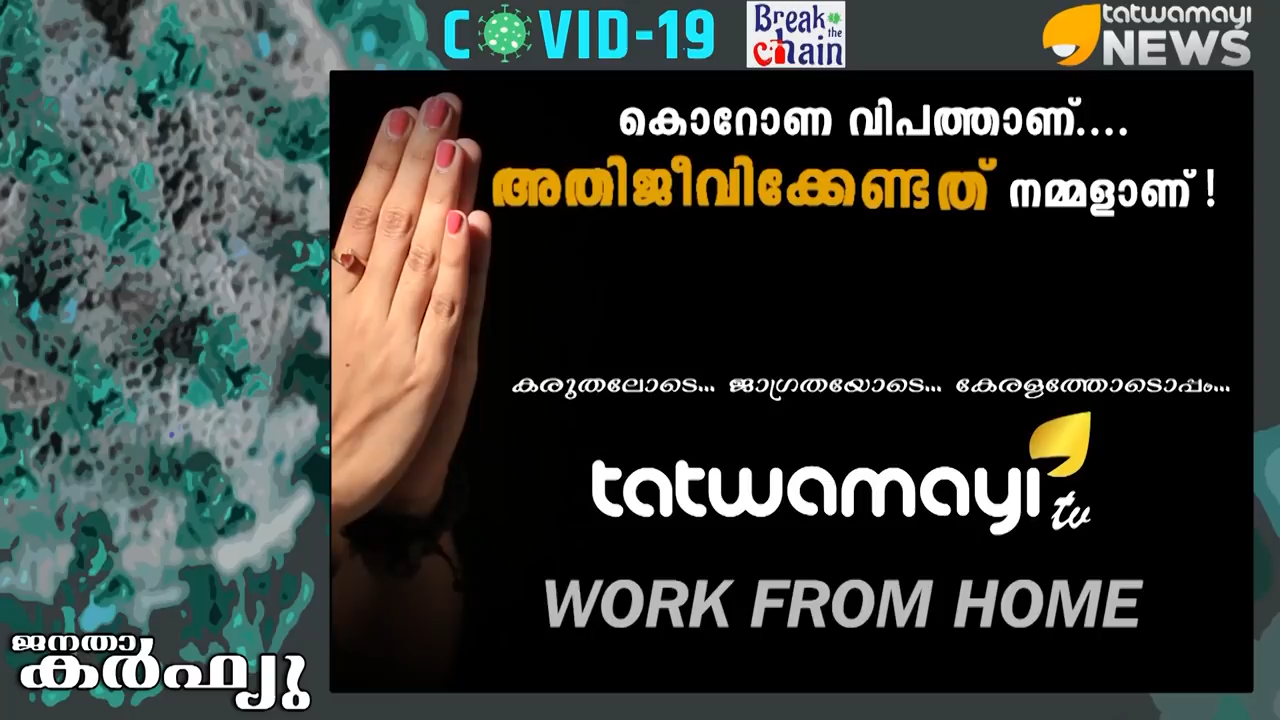 COVID-19
Break the chain
tatwamayi NEWS
കൊറോണ വിപത്താണ്....
അതിജീവിക്കേണ്ടത് നമ്മളാണ് !
കരുതലോടെ... ജാഗ്രതയോടെ... കേരളത്തോടൊപ്പം...
tatwamayi tv
WORK FROM HOME
ജനതാ
കർഫ്യു